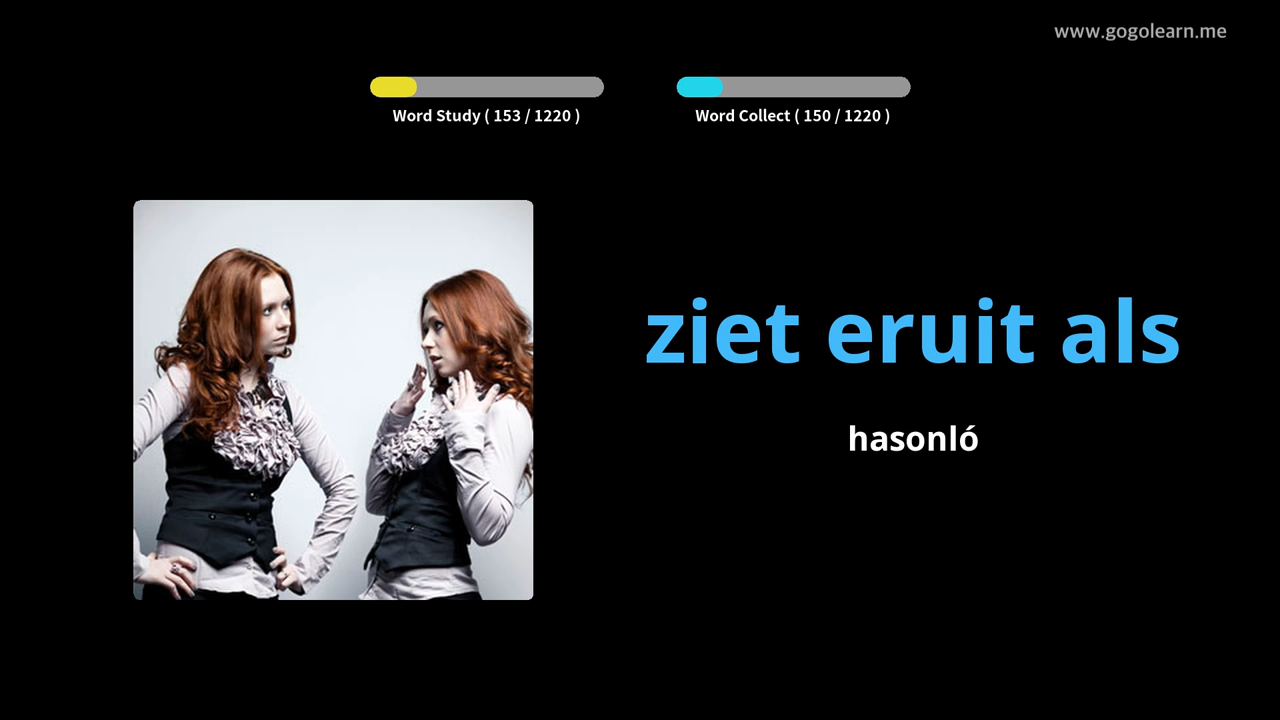 www.gogolearn.me
Word Study ( 153 / 1220 )
Word Collect ( 150 / 1220 )
ziet eruit als
hasonló